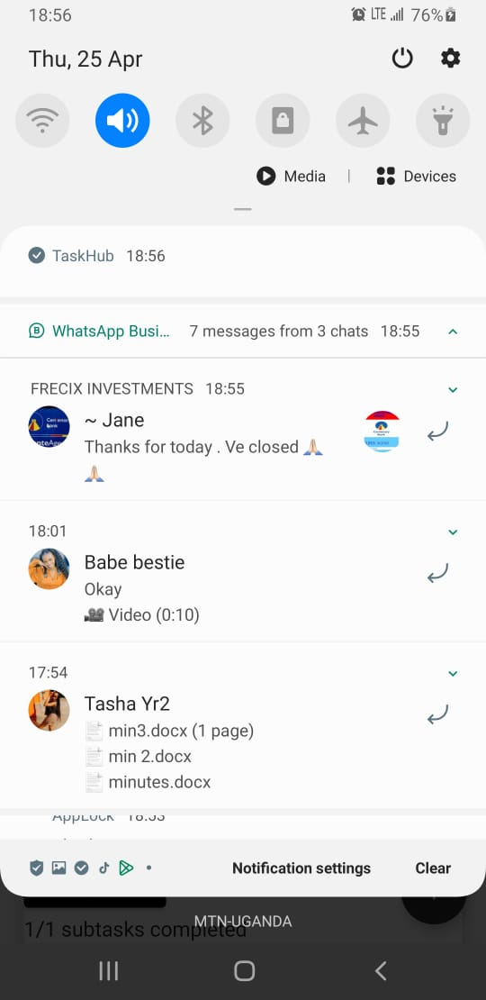 18:56
LTE
76%
Thu, 25 Apr
Media | Devices
TaskHub 18:56
WhatsApp Busi... 7 messages from 3 chats 18:55
FRECIX INVESTMENTS 18:55
~ Jane
Thanks for today . Ve closed 🙏🏼
🙏🏼
18:01
Babe bestie
Okay
🎥 Video (0:10)
17:54
Tasha Yr2
📄 min3.docx (1 page)
📄 min 2.docx
📄 minutes.docx
AppLock 18:53
Notification settings Clear
MTN-UGANDA
1/1 subtasks completed